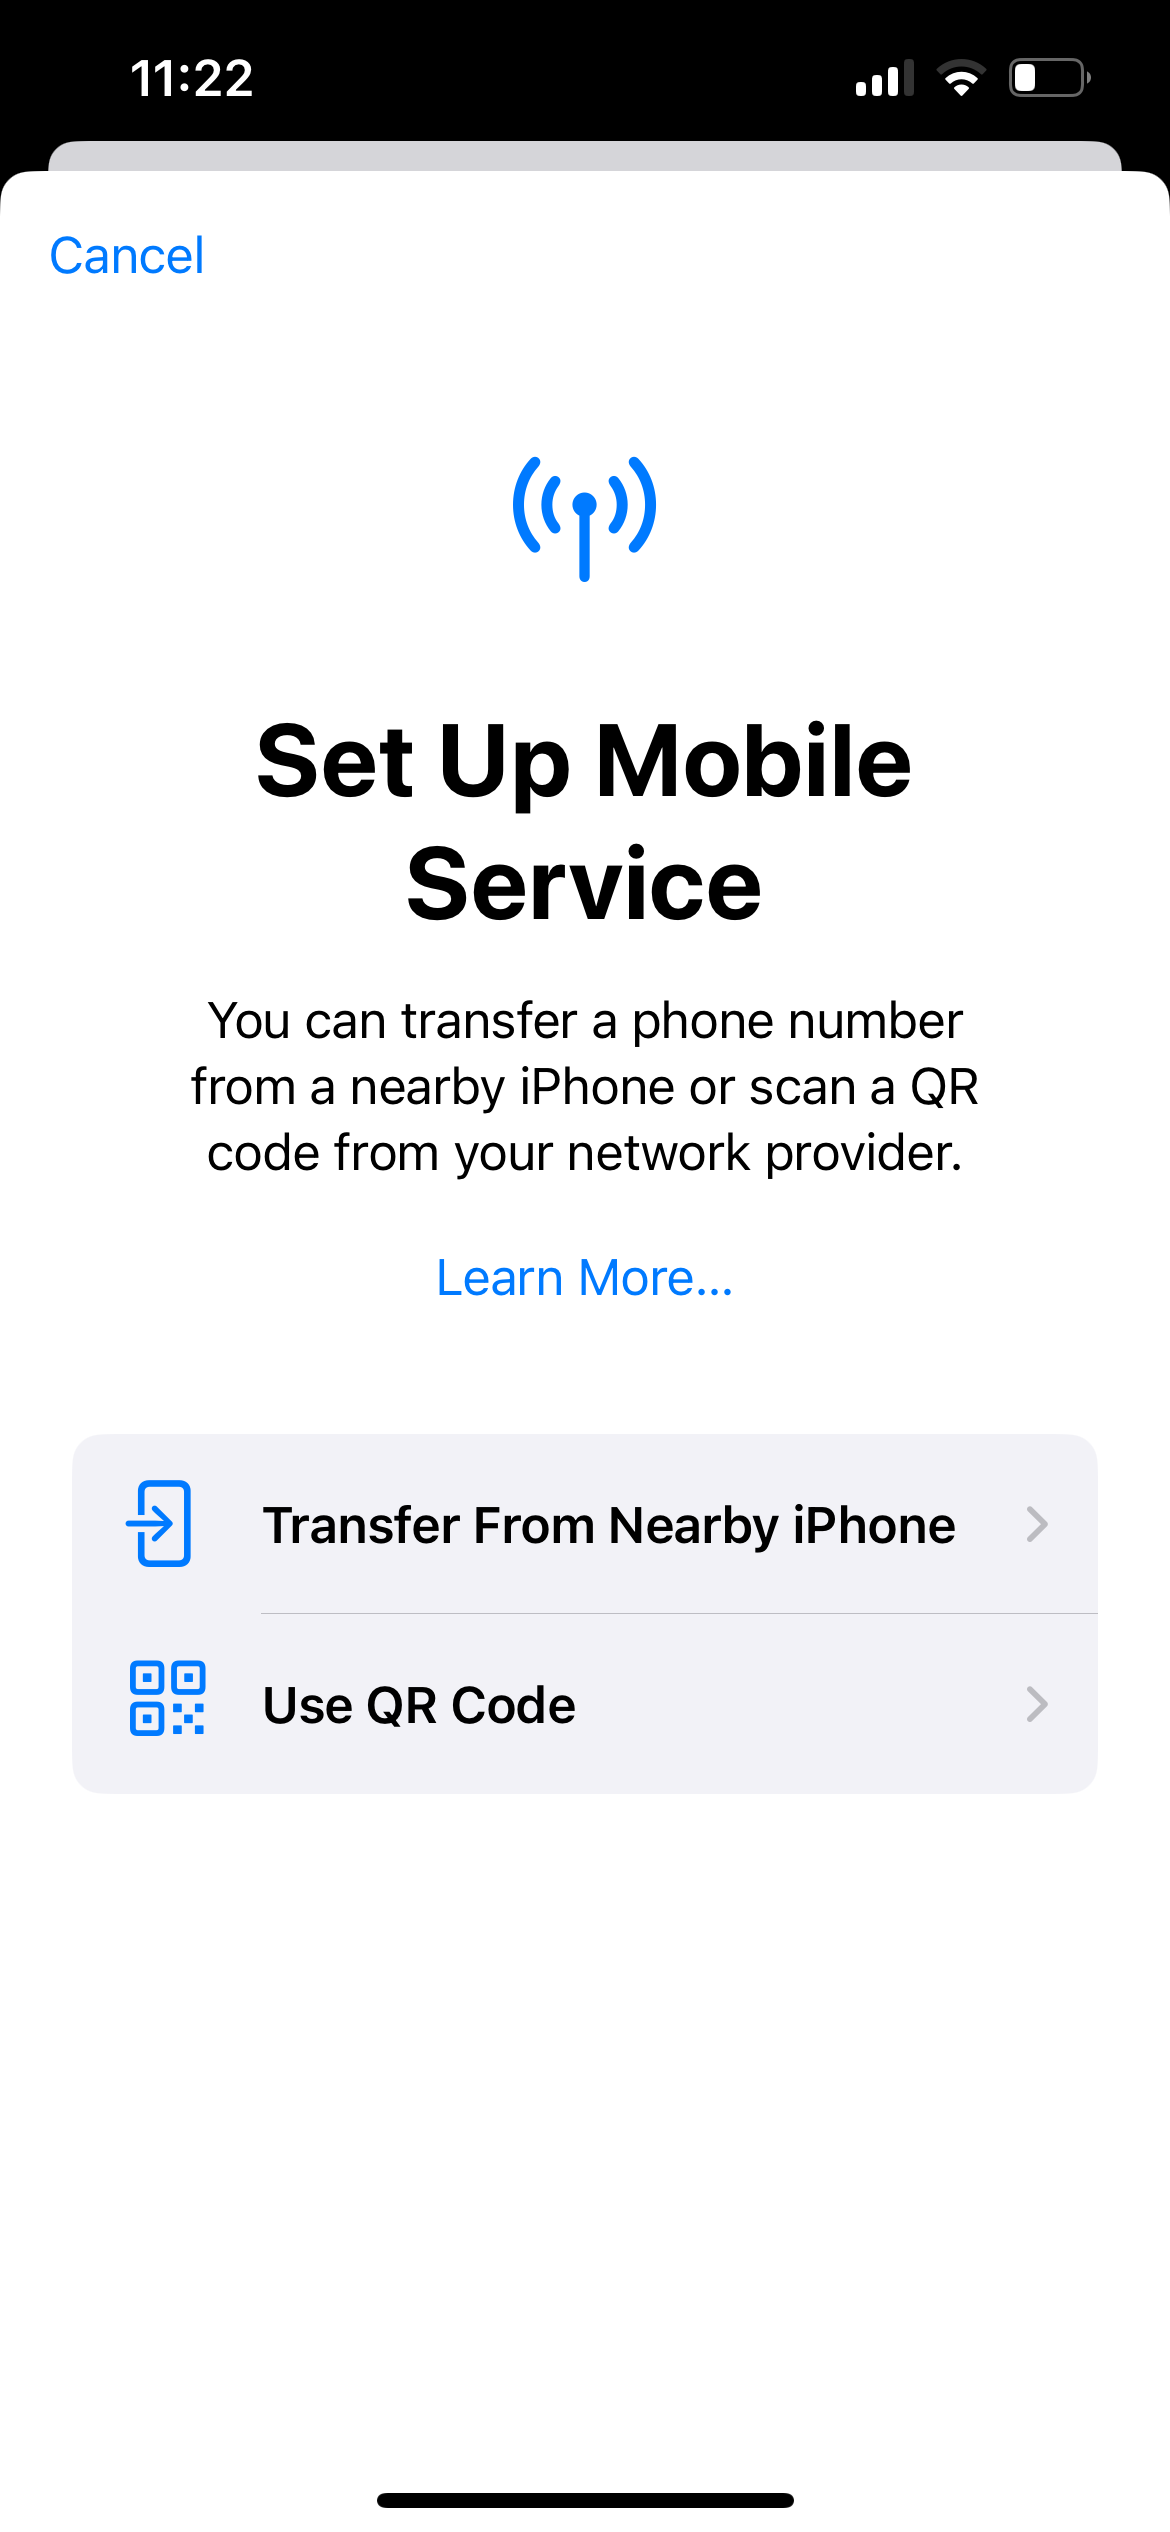 11:22
Cancel
Set Up Mobile
Service
You can transfer a phone number
from a nearby iPhone or scan a QR
code from your network provider.
Learn More...
Transfer From Nearby iPhone
Use QR Code